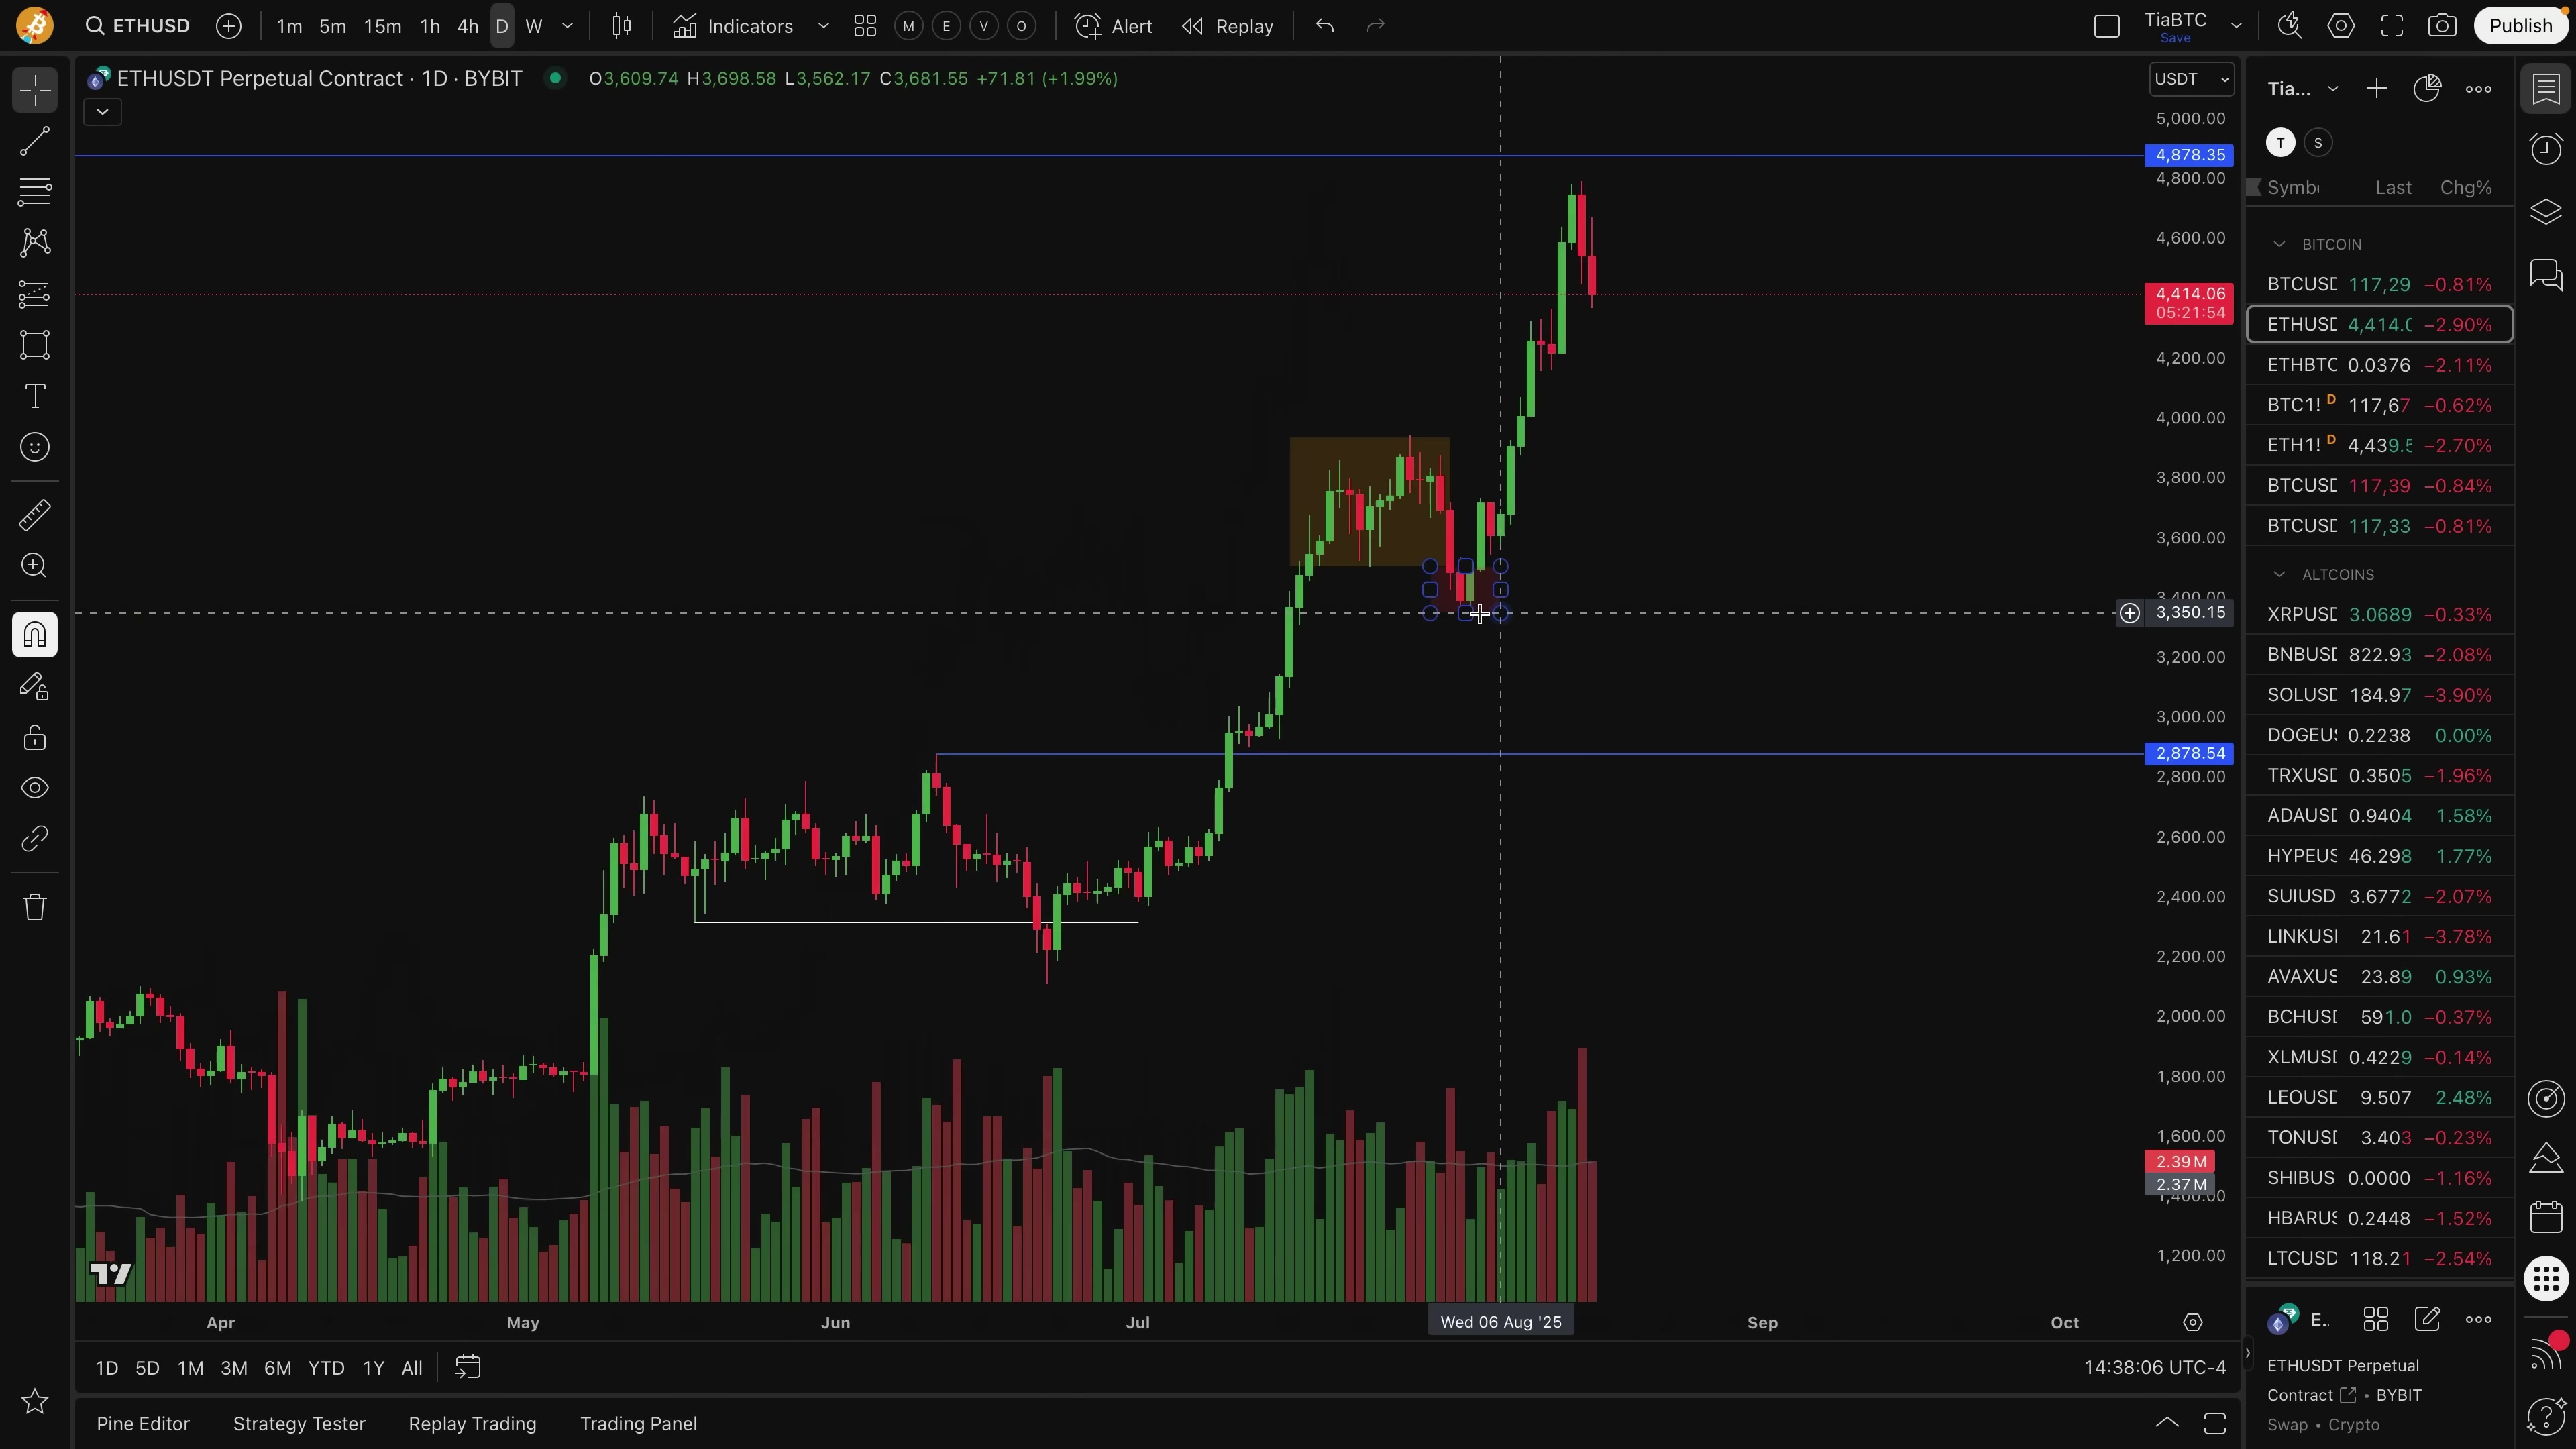 ETHUSD
1m 5m 15m 1h 4h D W
Indicators
M E V O
Alert
Replay
TiaBTC
Save
Publish
ETHUSDT Perpetual Contract · 1D · BYBIT
O3,609.74 H3,698.58 L3,562.17 C3,681.55 +71.81 (+1.99%)
USDT
5,000.00
4,878.35
4,800.00
4,600.00
4,414.06
05:21:54
4,200.00
4,000.00
3,800.00
3,600.00
3,400.00
3,350.15
3,200.00
3,000.00
2,878.54
2,800.00
2,600.00
2,400.00
2,200.00
2,000.00
1,800.00
1,600.00
2.39 M
2.37 M
1,400.00
1,200.00
Apr May Jun Jul Wed 06 Aug '25 Sep Oct
1D 5D 1M 3M 6M YTD 1Y All
14:38:06 UTC-4
Pine Editor Strategy Tester Replay Trading Trading Panel
Tia...
T S
Last Chg%
BITCOIN
BTCUSD 117,29 −0.81%
ETHUSD 4,414.0 −2.90%
ETHBTC 0.0376 −2.11%
BTC1! D 117,67 −0.62%
ETH1! D 4,439.5 −2.70%
BTCUSD 117,39 −0.84%
BTCUSD 117,33 −0.81%
ALTCOINS
XRPUSD 3.0689 −0.33%
BNBUSD 822.93 −2.08%
SOLUSD 184.97 −3.90%
DOGEUS 0.2238 0.00%
TRXUSD 0.3505 −1.96%
ADAUSD 0.9404 1.58%
HYPEUS 46.298 1.77%
SUIUSD 3.6772 −2.07%
LINKUS 21.61 −3.78%
AVAXUS 23.89 0.93%
BCHUSD 591.0 −0.37%
XLMUSD 0.4229 −0.14%
LEOUSD 9.507 2.48%
TONUSD 3.403 −0.23%
SHIBUS 0.0000 −1.16%
HBARUS 0.2448 −1.52%
LTCUSD 118.21 −2.54%
E.
ETHUSDT Perpetual
Contract • BYBIT
Swap • Crypto